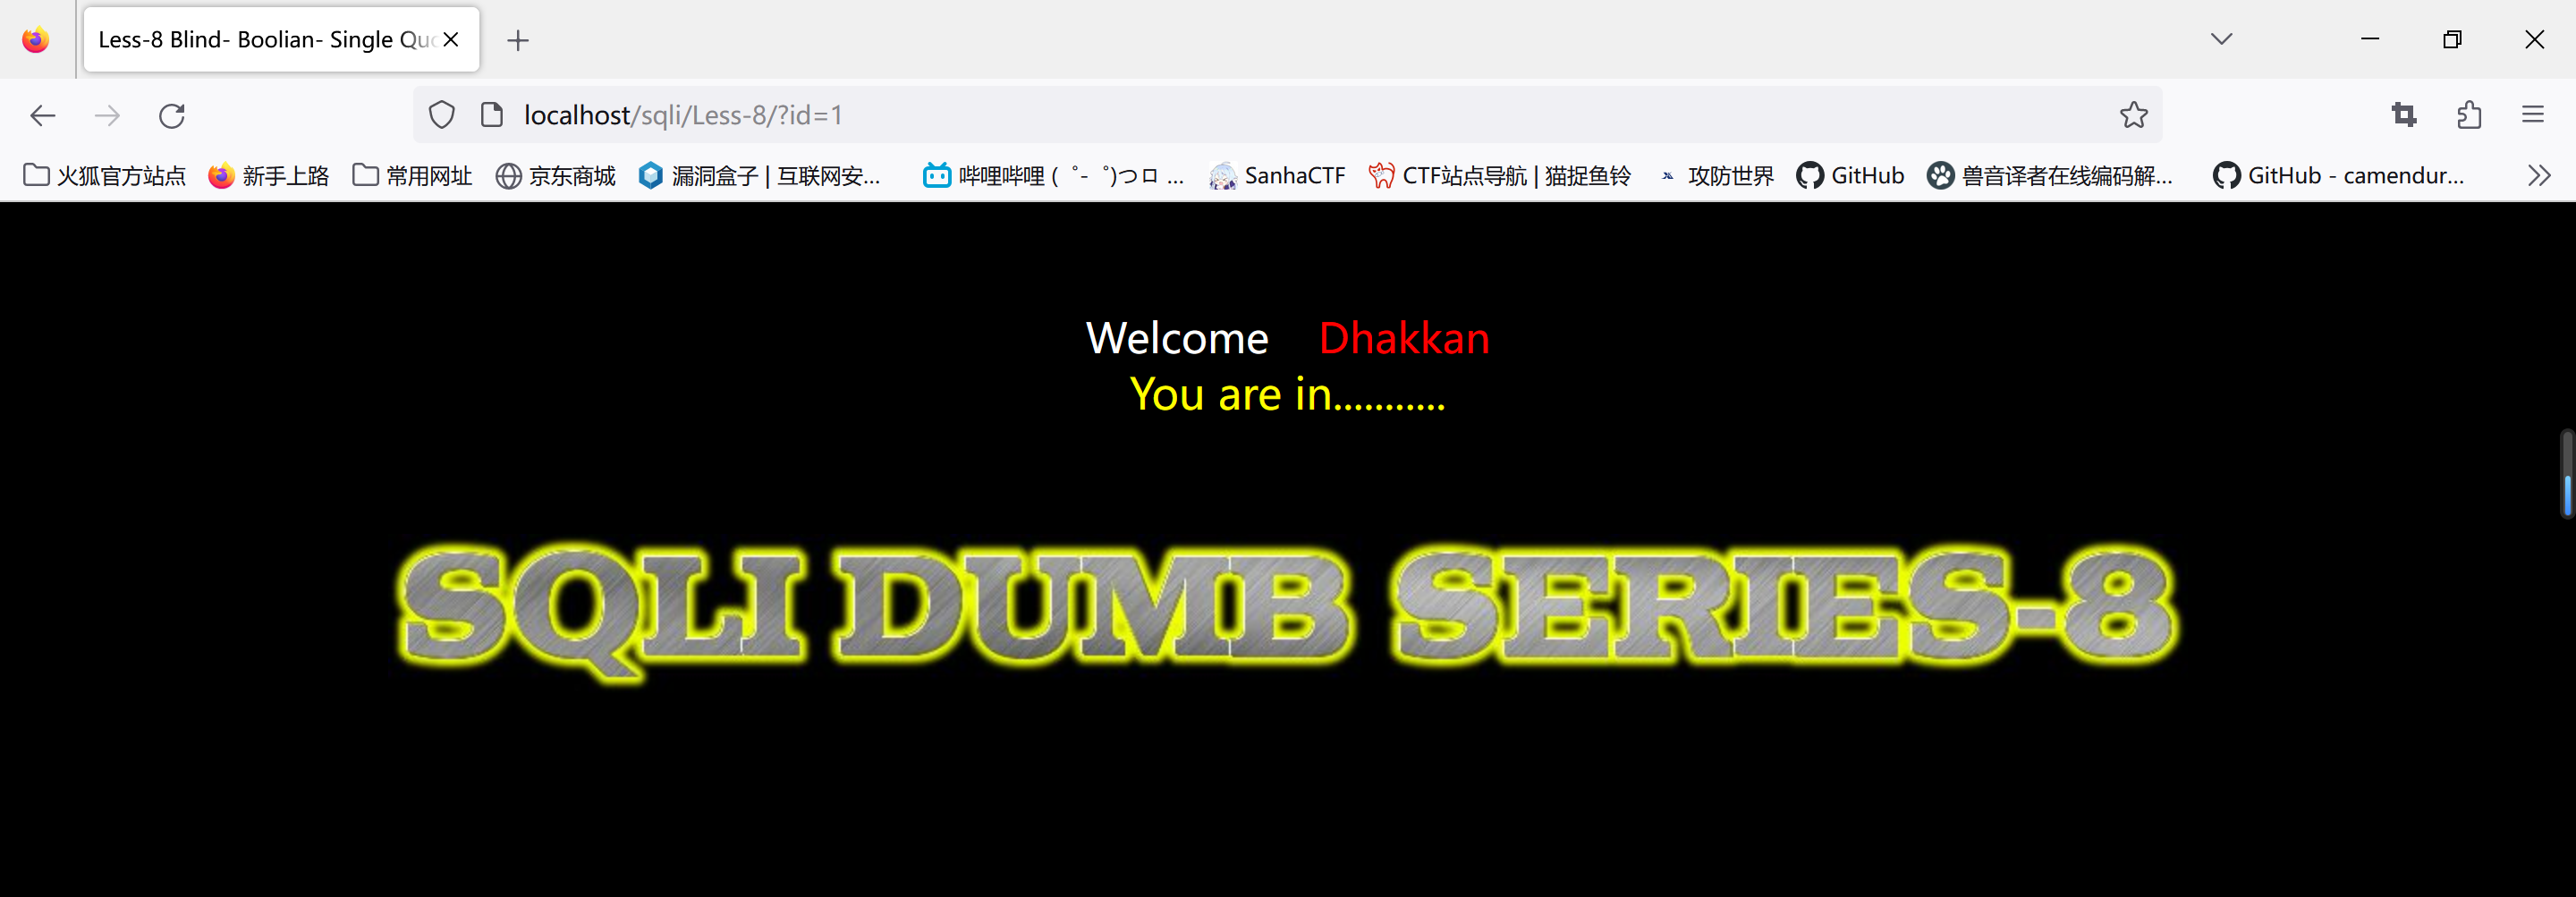 Less-8 Blind- Boolian- Single Quo
localhost/sqli/Less-8/?id=1
火狐官方站点 新手上路 常用网址 京东商城 漏洞盒子 | 互联网安... 哔哩哔哩 ( ゜- ゜)つロ ... SanhaCTF CTF站点导航 | 猫捉鱼铃 攻防世界 GitHub 兽音译者在线编码解... GitHub - camendur...
Welcome Dhakkan
You are in...........
SQLI DUMB SERIES-8